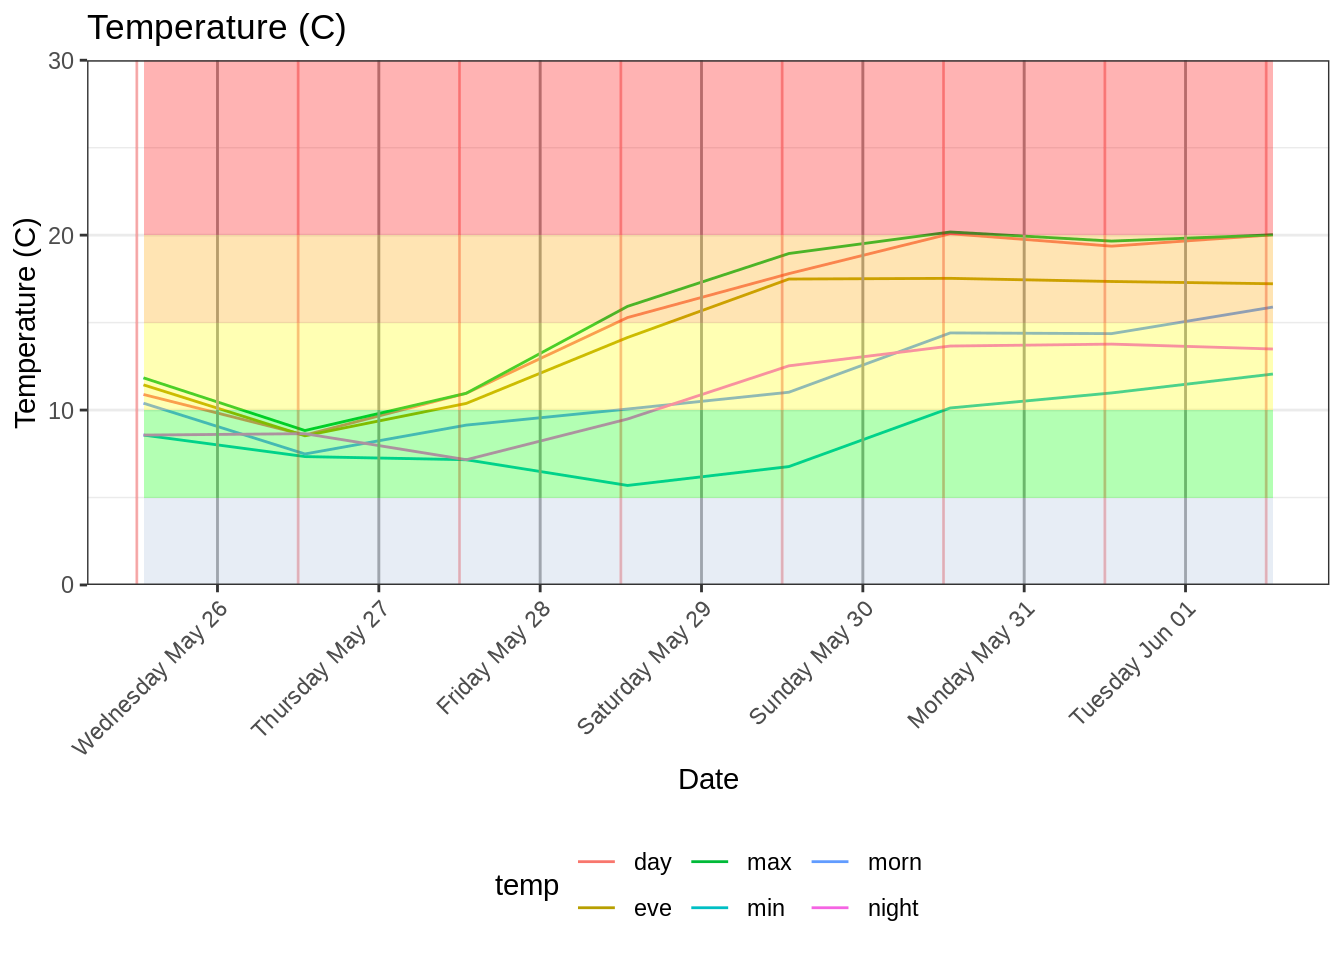 Temperature (C)
30
20
10
0
Temperature (C)
Wednesday May 26
Thursday May 27
Friday May 28
Saturday May 29
Sunday May 30
Monday May 31
Tuesday Jun 01
Date
temp
day
max
morn
eve
min
night